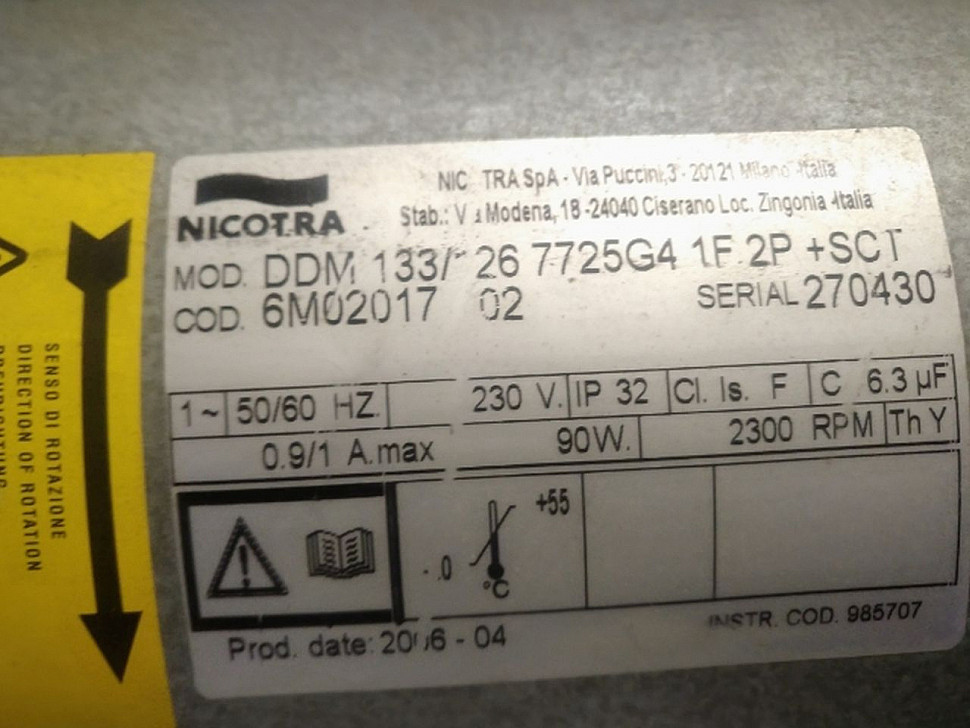 NICOTRA
TRA SpA - Via Puccini,3 - 20121 Milano -Italia
Stab.: Modena, 18 -24040 Ciserano Loc. Zingonia -Italia
MOD. DDM 133/ 26 7725G4 1F 2P +SCT
COD. 6M02017 02 SERIAL 270430
1~ 50/60 HZ. 230 V. IP 32 Cl. Is. F C 6.3 µF
0.9/1 A.max 90W. 2300 RPM Th Y
+55
°C
Prod. date: - 04
INSTR. COD. 985707
SENSO DI ROTAZIONE
DIRECTION OF ROTATION